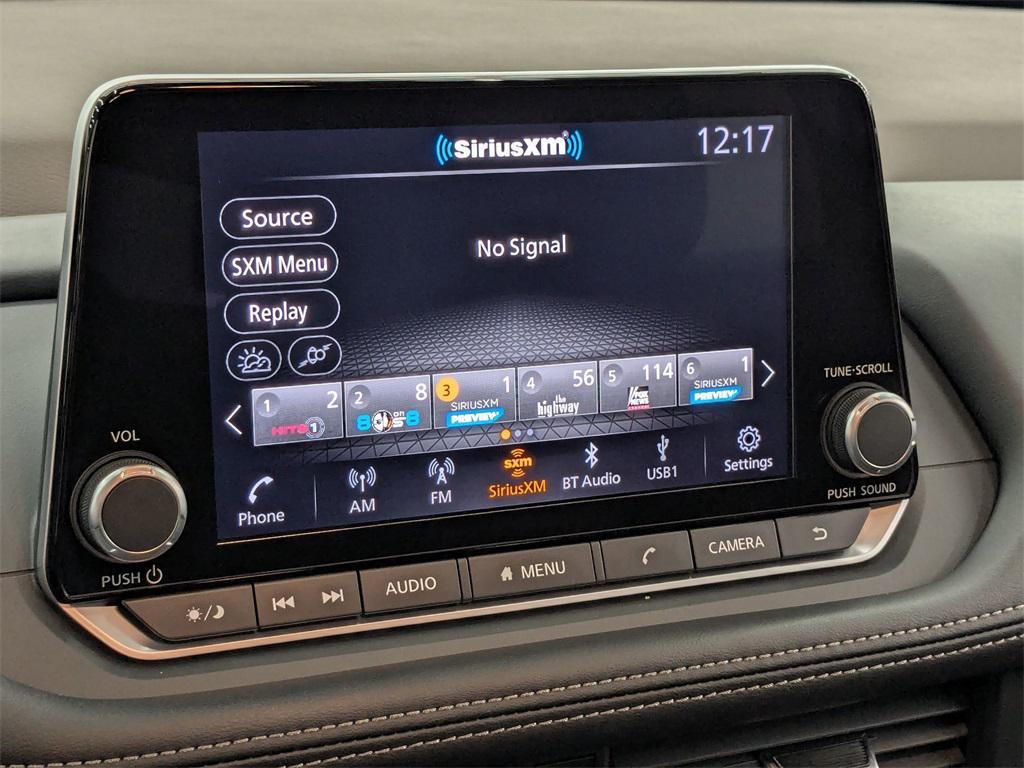 SiriusXM
12:17
Source
No Signal
SXM Menu
Replay
1 2 HITS 1
2 8 80s on 8
3 1 SIRIUSXM PREVIEW
4 56 the highway
5 114 FOX NEWS
6 1 SIRIUSXM PREVIEW
Phone
AM
FM
sxm
SiriusXM
BT Audio
USB1
Settings
VOL
PUSH
TUNE·SCROLL
PUSH SOUND
AUDIO
MENU
CAMERA